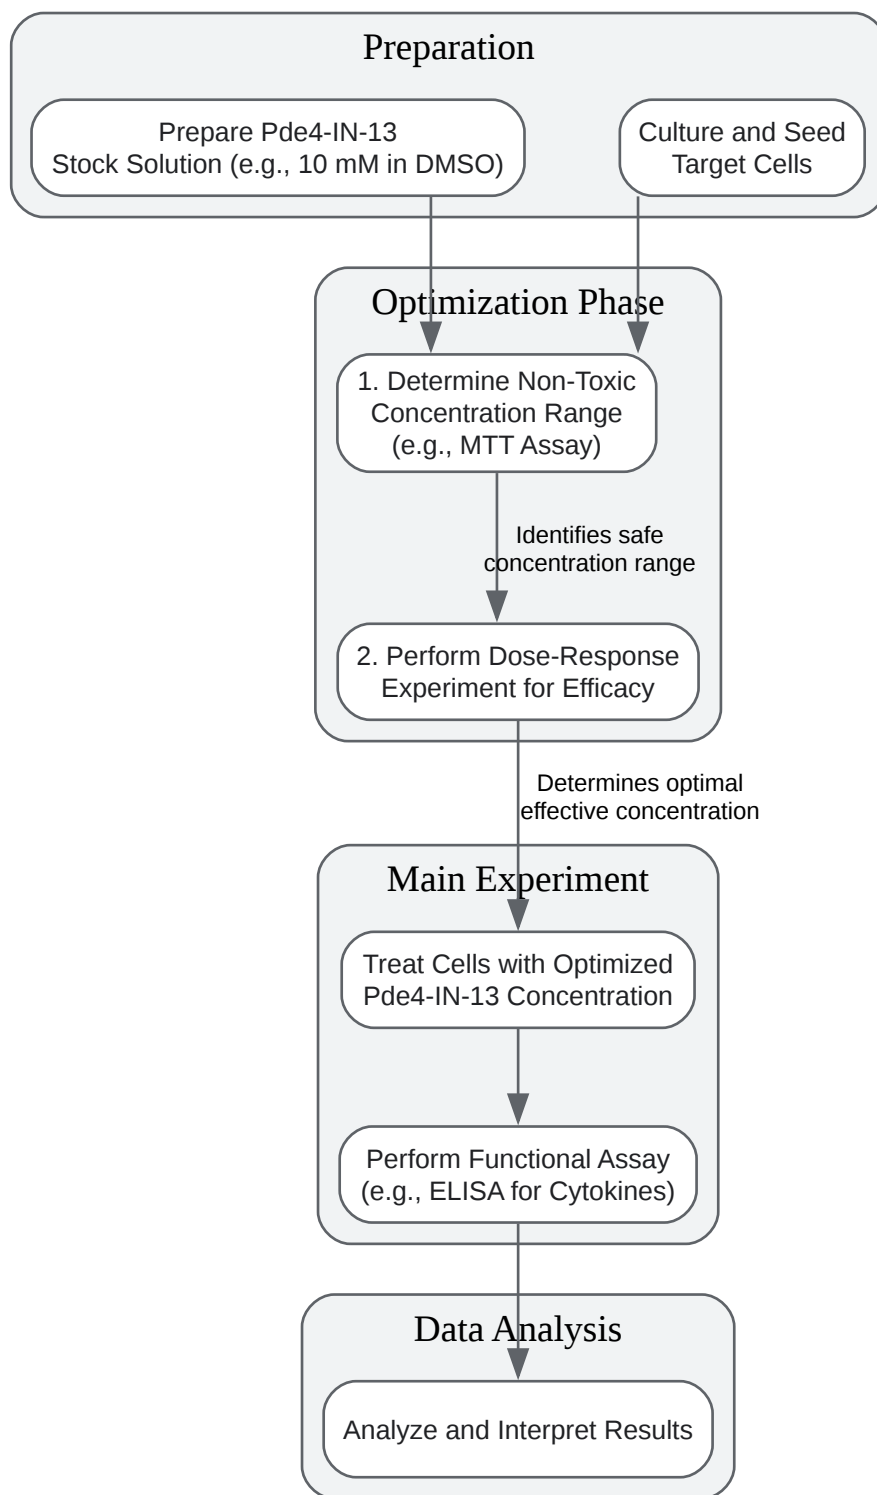 Preparation
Prepare Pde4-IN-13
Stock Solution (e.g., 10 mM in DMSO)
Culture and Seed
Target Cells
Optimization Phase
1. Determine Non-Toxic
Concentration Range
(e.g., MTT Assay)
Identifies safe
concentration range
2. Perform Dose-Response
Experiment for Efficacy
Determines optimal
effective concentration
Main Experiment
Treat Cells with Optimized
Pde4-IN-13 Concentration
Perform Functional Assay
(e.g., ELISA for Cytokines)
Data Analysis
Analyze and Interpret Results